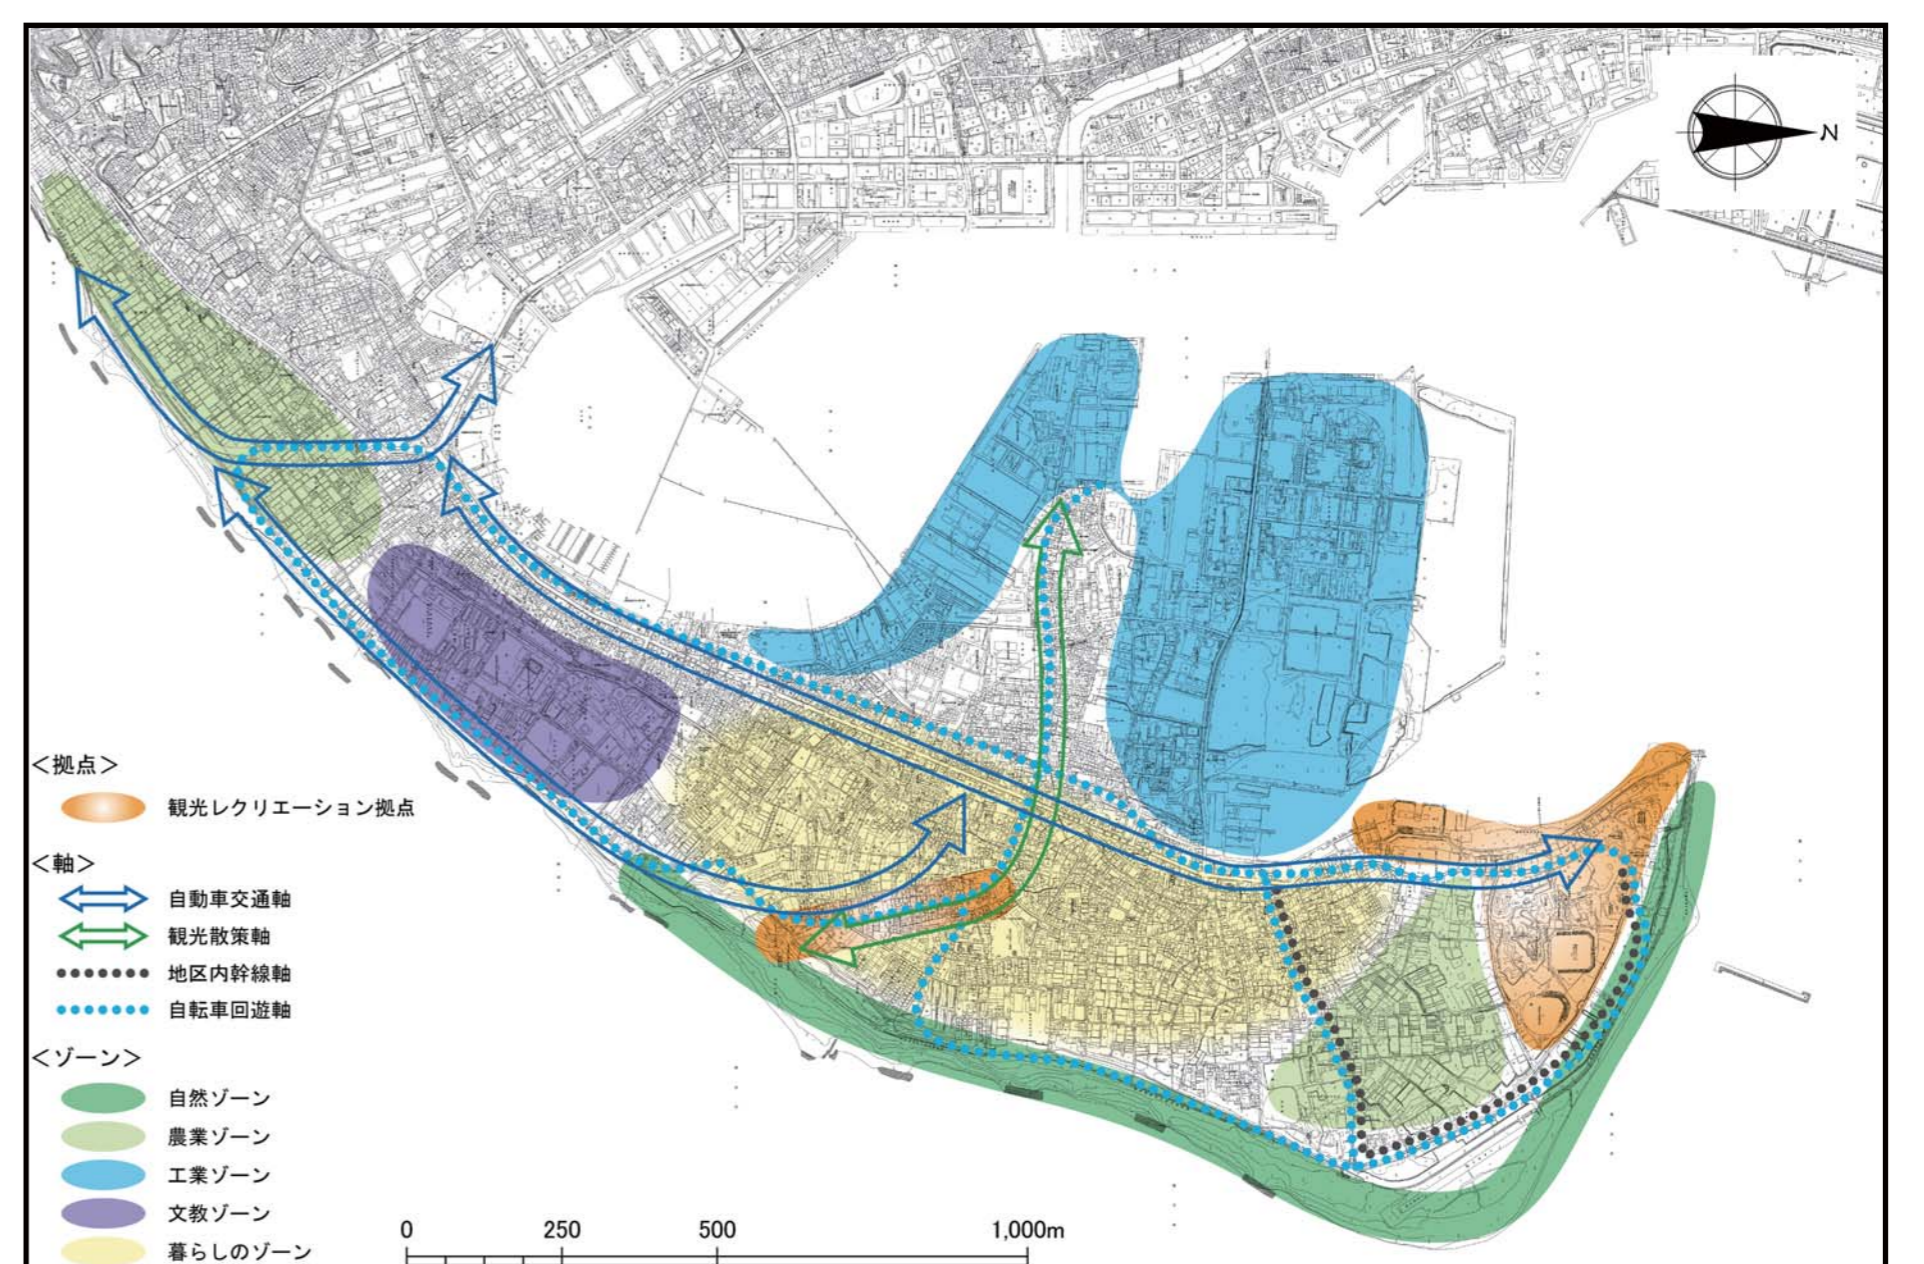 N
＜拠点＞
観光レクリエーション拠点
＜軸＞
自動車交通軸
観光散策軸
地区内幹線軸
自転車回遊軸
＜ゾーン＞
自然ゾーン
農業ゾーン
工業ゾーン
文教ゾーン
暮らしのゾーン
0 250 500 1,000m